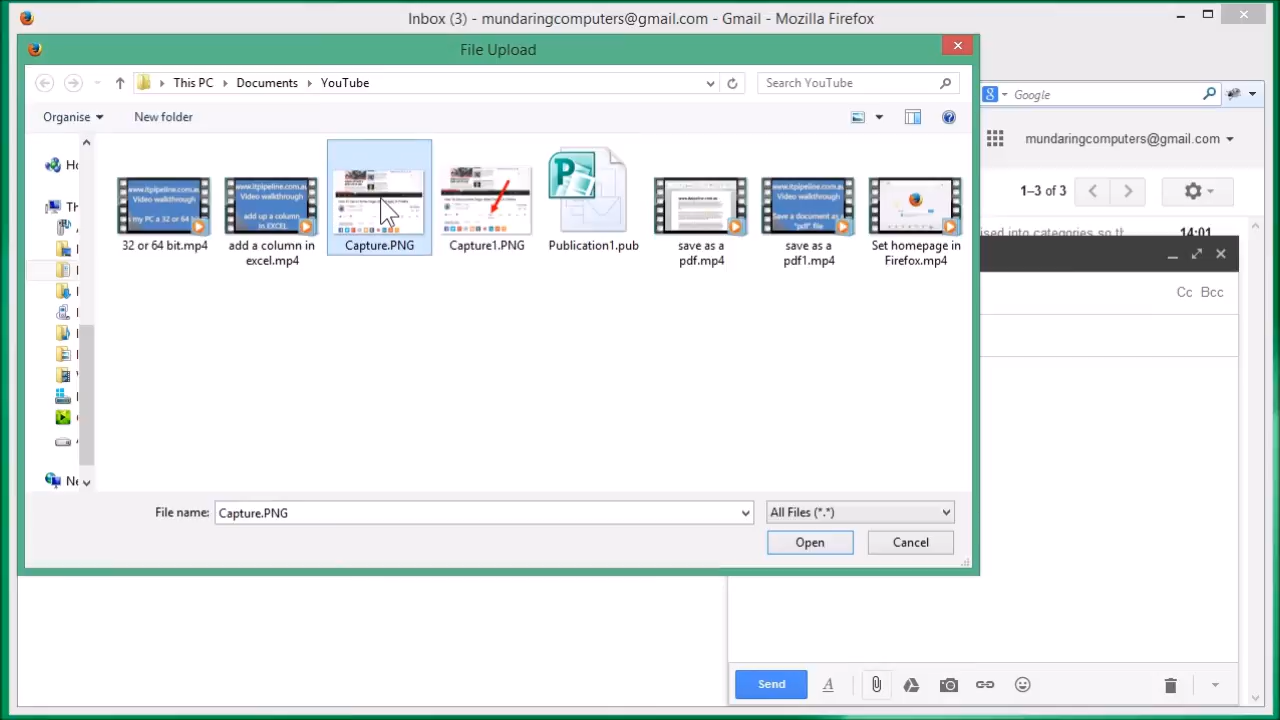 Inbox (3) - mundaringcomputers@gmail.com - Gmail - Mozilla Firefox
File Upload
This PC
Documents
YouTube
Search YouTube
Google
Organise
New folder
mundaringcomputers@gmail.com
1–3 of 3
14:01
32 or 64 bit.mp4
add a column in
excel.mp4
Capture.PNG
Capture1.PNG
Publication1.pub
save as a
pdf.mp4
save as a
pdf1.mp4
Set homepage in
Firefox.mp4
Cc Bcc
File name:
Capture.PNG
All Files (*.*)
Open
Cancel
Send